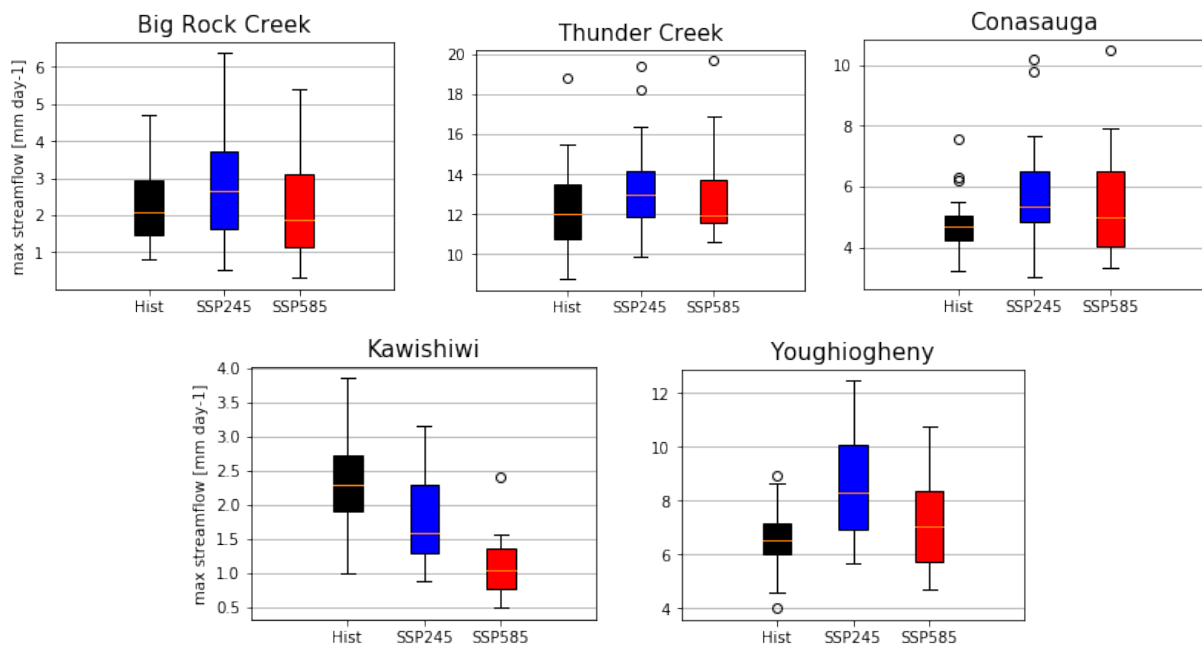 Big Rock Creek
max streamflow [mm day-1]
6
5
4
3
2
1
Hist SSP245 SSP585
Thunder Creek
20
18
16
14
12
10
Hist SSP245 SSP585
Conasauga
10
8
6
4
Hist SSP245 SSP585
Kawishiwi
max streamflow [mm day-1]
4.0
3.5
3.0
2.5
2.0
1.5
1.0
0.5
Hist SSP245 SSP585
Youghiogheny
12
10
8
6
4
Hist SSP245 SSP585